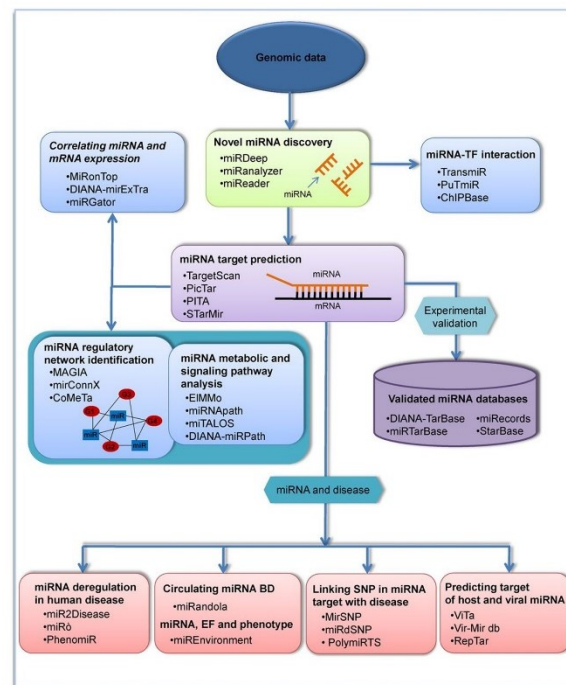 Genomic data
Correlating miRNA and
mRNA expression
•MiRonTop
•DIANA-mirExTra
•miRGator
Novel miRNA discovery
•miRDeep
•miRanalyzer
•miReader
miRNA
miRNA-TF interaction
•TransmiR
•PuTmiR
•ChIPBase
miRNA target prediction
•TargetScan
•PicTar
•PITA
•STarMir
miRNA
mRNA
Experimental
validation
miRNA regulatory
network identification
•MAGIA
•mirConnX
•CoMeTa
miR
miR
miR
miRNA metabolic and
signaling pathway
analysis
•EIMMo
•miRNApath
•miTALOS
•DIANA-miRPath
Validated miRNA databases
•DIANA-TarBase
•miRTarBase
•miRecords
•StarBase
miRNA and disease
miRNA deregulation
in human disease
•miR2Disease
•miRò
•PhenomiR
Circulating miRNA BD
•miRandola
miRNA, EF and phenotype
•miREnvironment
Linking SNP in miRNA
target with disease
•MirSNP
•miRdSNP
•PolymiRTS
Predicting target
of host and viral miRNA
•ViTa
•Vir-Mir db
•RepTar